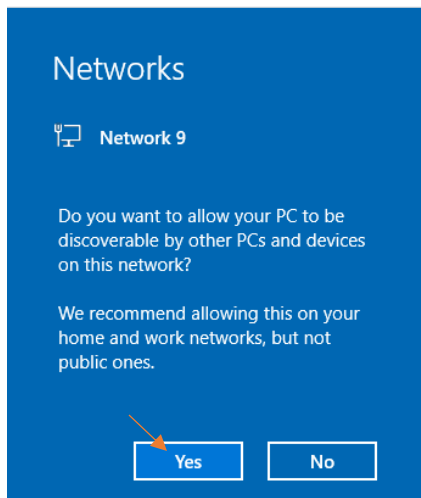 Networks
Network 9
Do you want to allow your PC to be
discoverable by other PCs and devices
on this network?
We recommend allowing this on your
home and work networks, but not
public ones.
Yes No